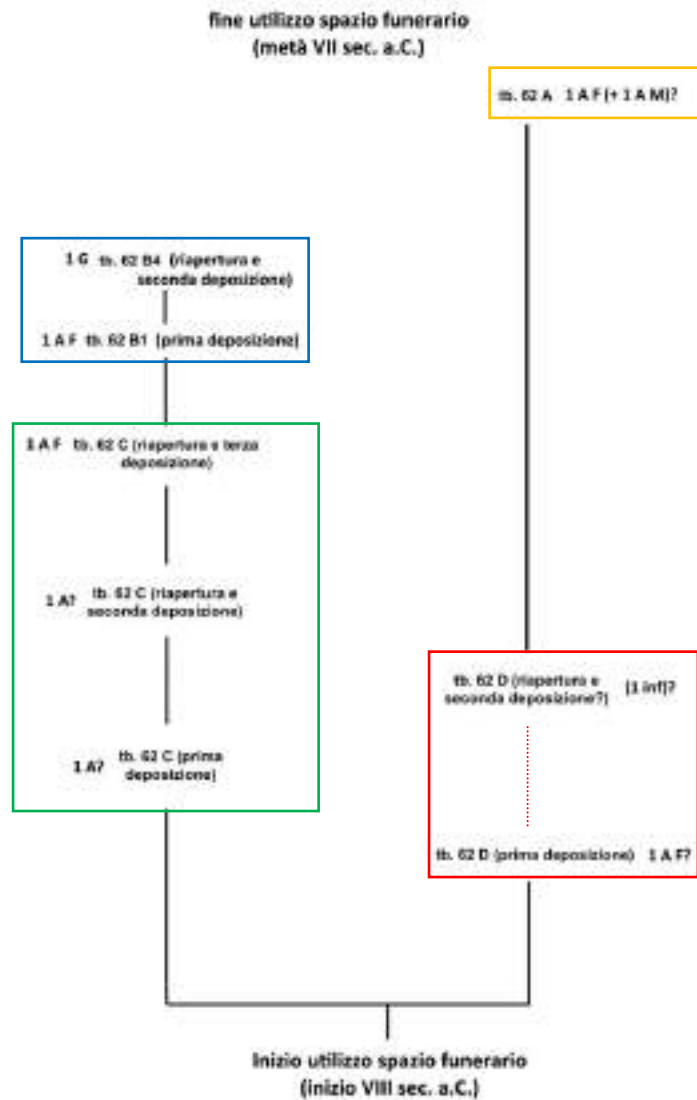 fine utilizzo spazio funerario
(metà VII sec. a.C.)
tb. 62 A 1 A F (+ 1 A M)?
1 G tb. 62 B4 (riapertura e
seconda deposizione)
1 A F tb. 62 B1 (prima deposizione)
1 A F tb. 62 C (riapertura e terza
deposizione)
1 A? tb. 62 C (riapertura e
seconda deposizione)
tb. 62 D (riapertura e
seconda deposizione?) (1 inf)?
1 A? tb. 62 C (prima
deposizione)
tb. 62 D (prima deposizione) 1 A F?
Inizio utilizzo spazio funerario
(inizio VIII sec. a.C.)